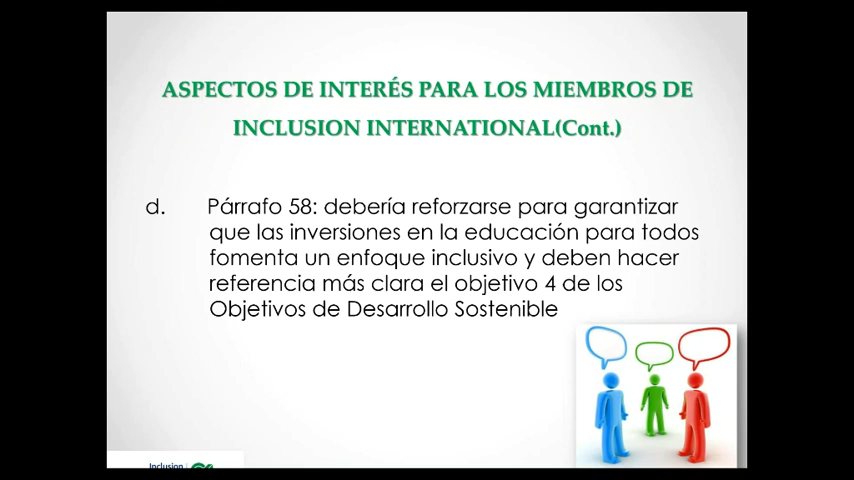 ASPECTOS DE INTERÉS PARA LOS MIEMBROS DE
INCLUSION INTERNATIONAL(Cont.)
d. Párrafo 58: debería reforzarse para garantizar
que las inversiones en la educación para todos
fomenta un enfoque inclusivo y deben hacer
referencia más clara el objetivo 4 de los
Objetivos de Desarrollo Sostenible
Inclusion